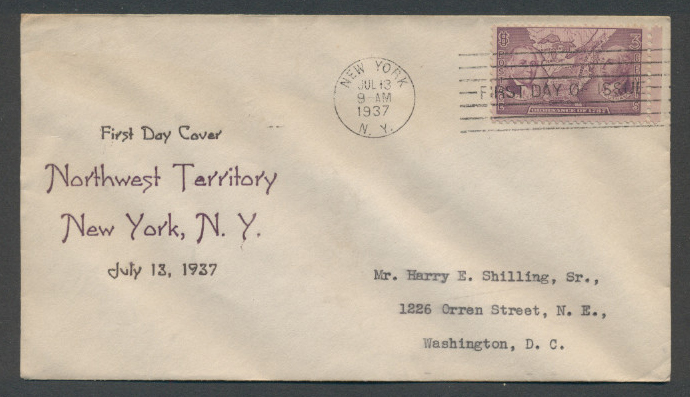 NEW YORK
JUL 13
9 AM
1937
N. Y.
FIRST DAY OF ISSUE
First Day Cover
Northwest Territory
New York, N. Y.
July 13, 1937
Mr. Harry E. Shilling, Sr.,
1226 Orren Street, N. E.,
Washington, D. C.